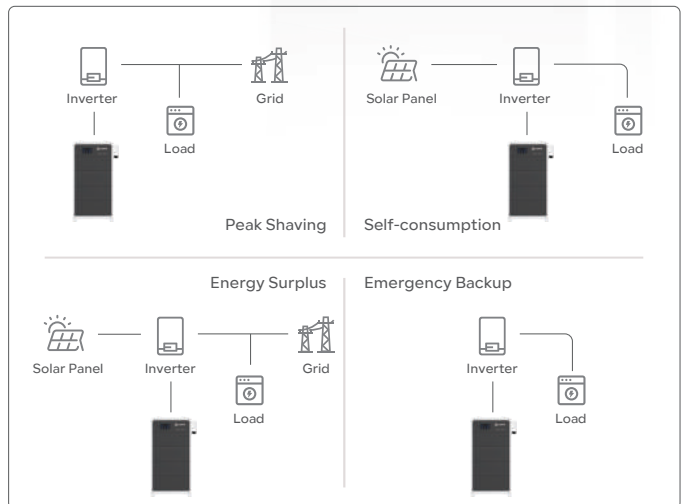 Inverter
Grid
Load
Peak Shaving
Solar Panel
Inverter
Load
Self-consumption
Energy Surplus
Solar Panel
Inverter
Grid
Load
Emergency Backup
Inverter
Load